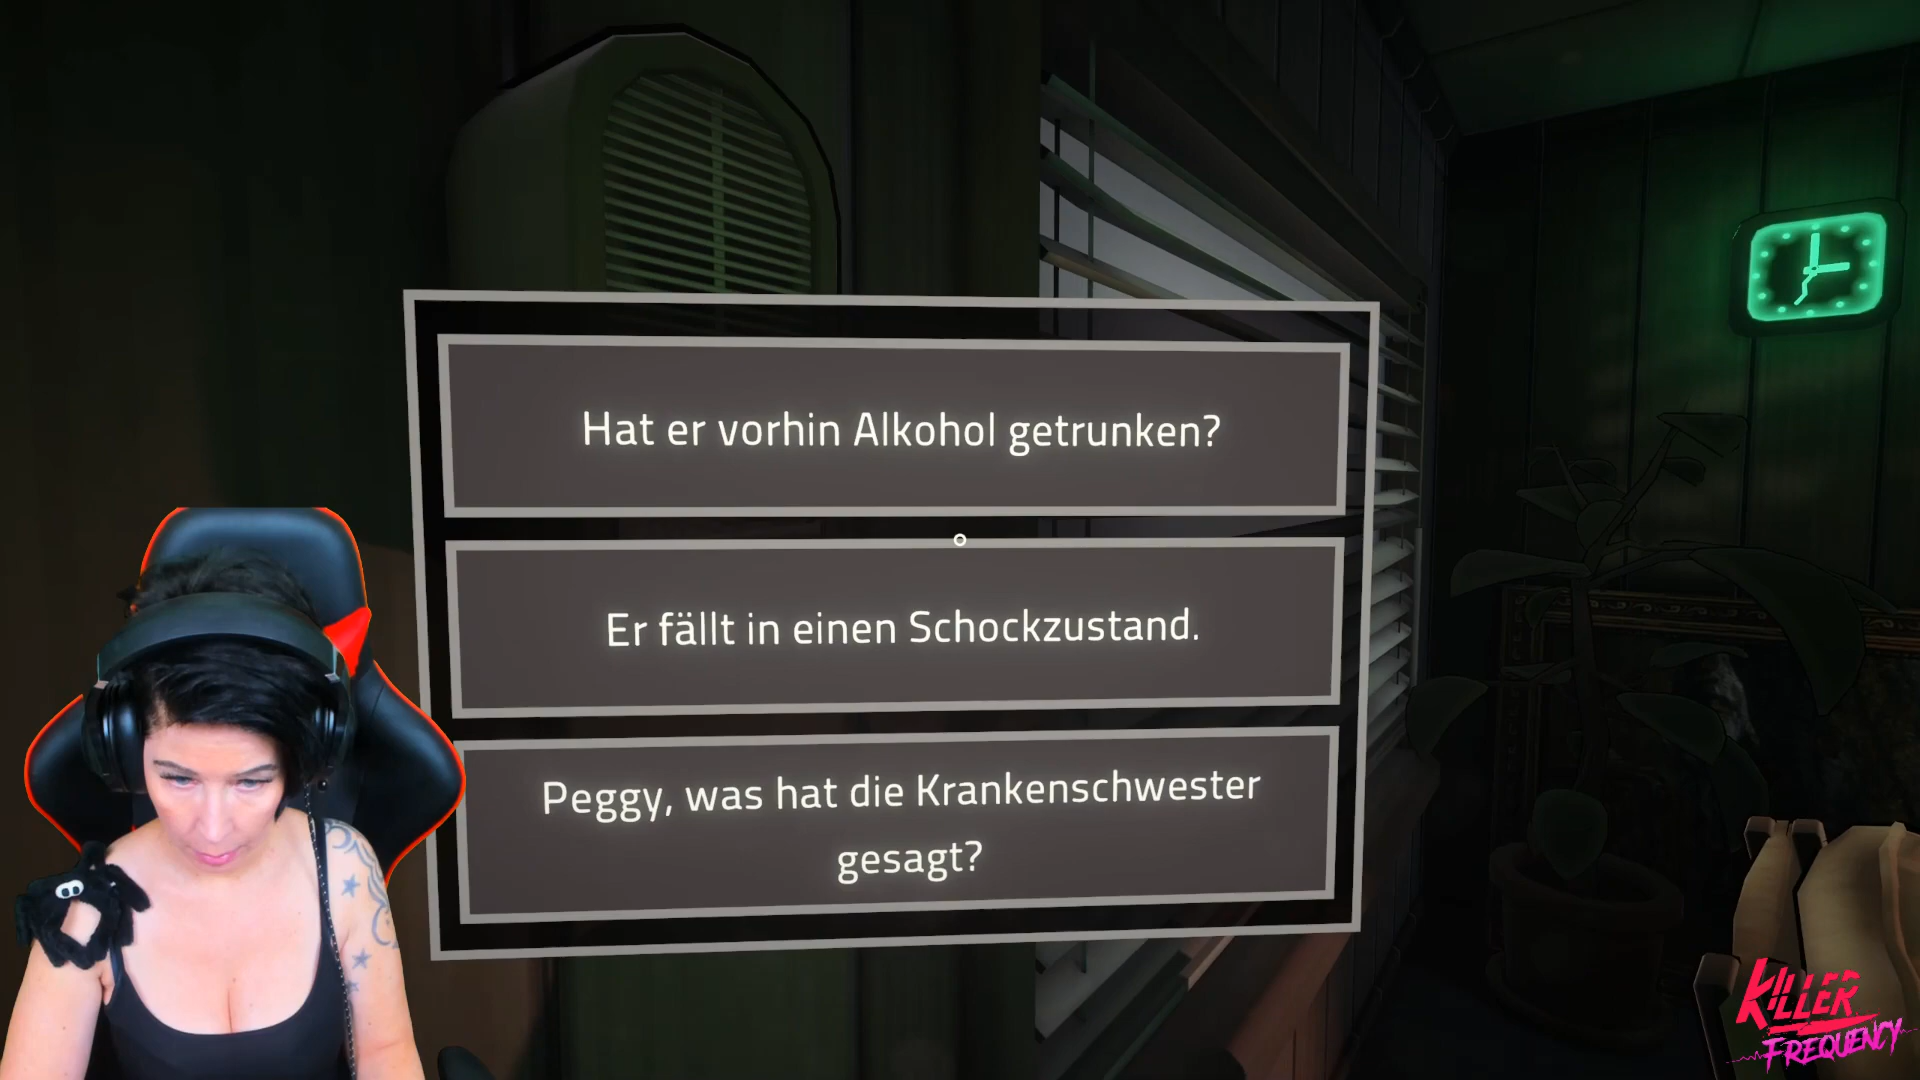 Hat er vorhin Alkohol getrunken?
Er fällt in einen Schockzustand.
Peggy, was hat die Krankenschwester
gesagt?
KILLER
FREQUENCY